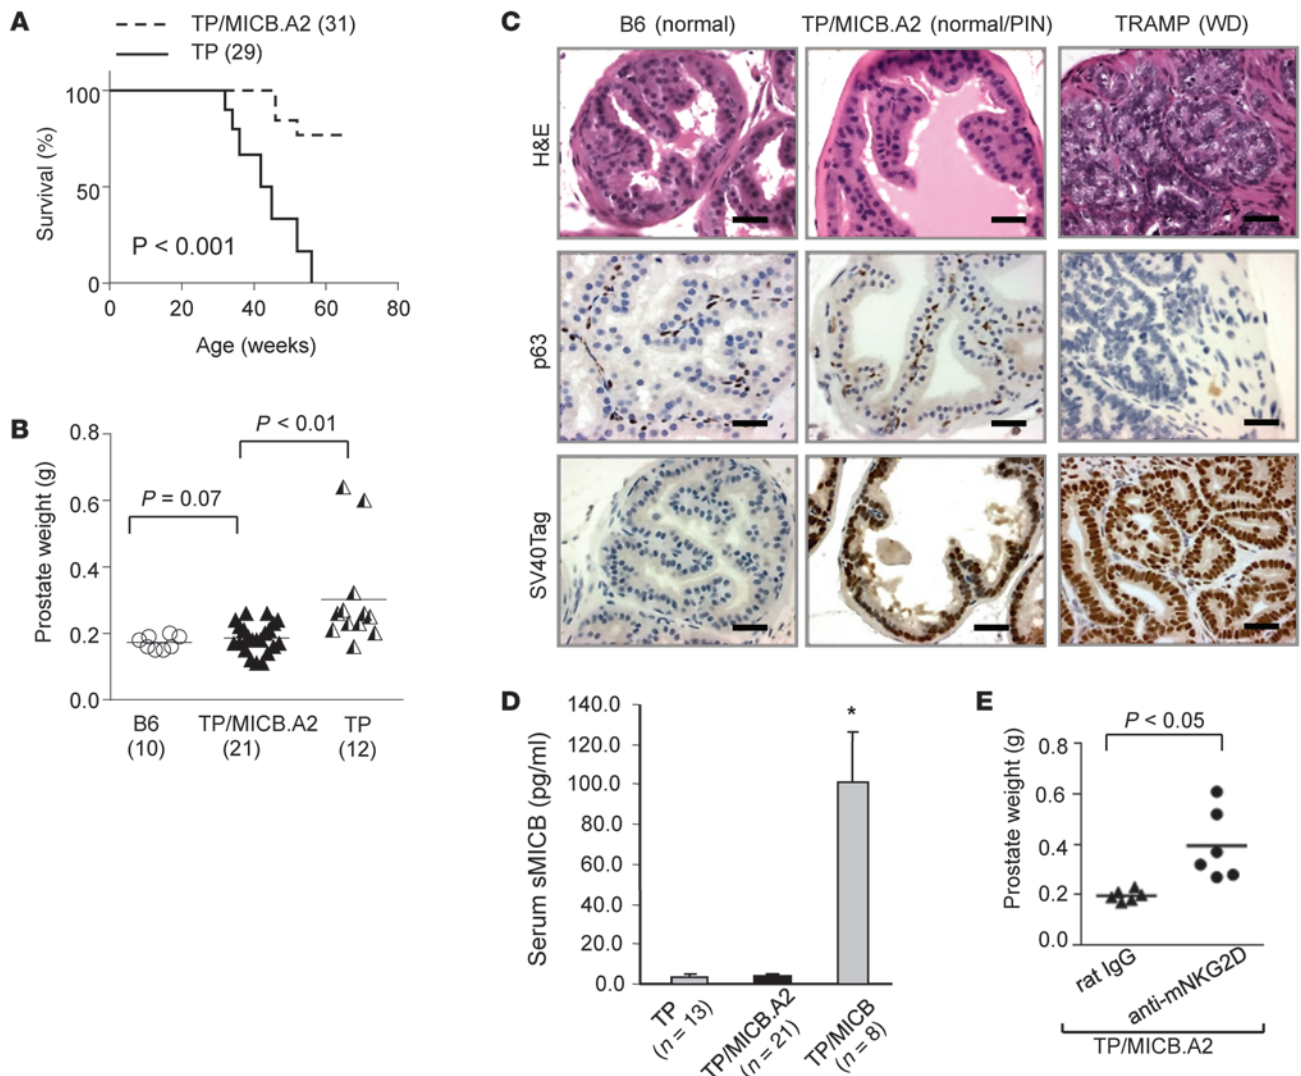 A
TP/MICB.A2 (31)
TP (29)
100
50
0
Survival (%)
P < 0.001
0 20 40 60 80
Age (weeks)
B
P < 0.01
P = 0.07
0.8
0.6
0.4
0.2
0.0
Prostate weight (g)
B6 TP/MICB.A2 TP
(10) (21) (12)
C
B6 (normal) TP/MICB.A2 (normal/PIN) TRAMP (WD)
H&E
p63
SV40Tag
D
140.0
120.0
100.0
80.0
60.0
40.0
20.0
0.0
Serum sMICB (pg/ml)
*
TP
(n = 13)
TP/MICB.A2
(n = 21)
TP/MICB
(n = 8)
E
P < 0.05
0.8
0.6
0.4
0.2
0.0
Prostate weight (g)
rat IgG
anti-mNKG2D
TP/MICB.A2